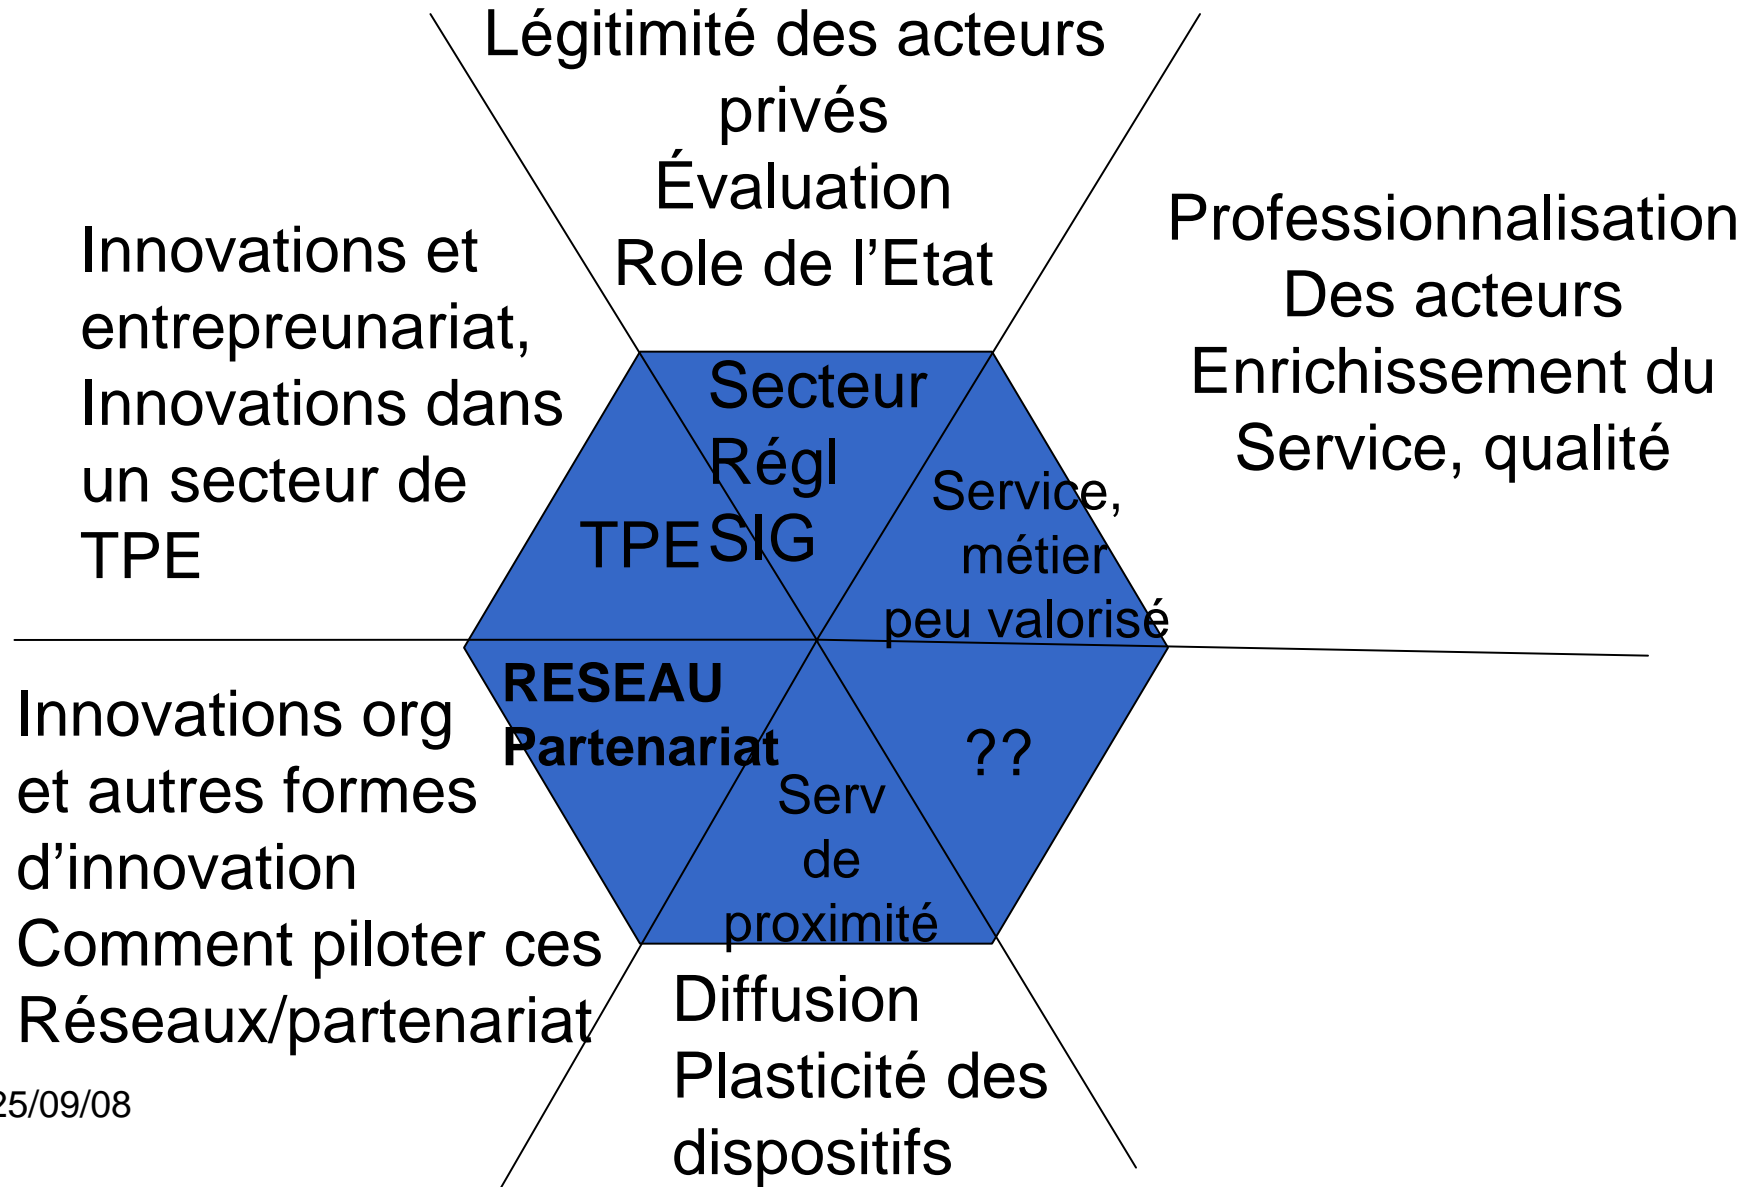 Légitimité des acteurs
privés
Évaluation
Role de l’Etat
Professionnalisation
Des acteurs
Enrichissement du
Service, qualité
Innovations et
entrepreunariat,
Innovations dans
un secteur de
TPE
Secteur
Régl
SIG
TPE
Service,
métier
peu valorisé
RESEAU
Partenariat
??
Serv
de
proximité
Innovations org
et autres formes
d’innovation
Comment piloter ces
Réseaux/partenariat
Diffusion
Plasticité des
dispositifs
25/09/08